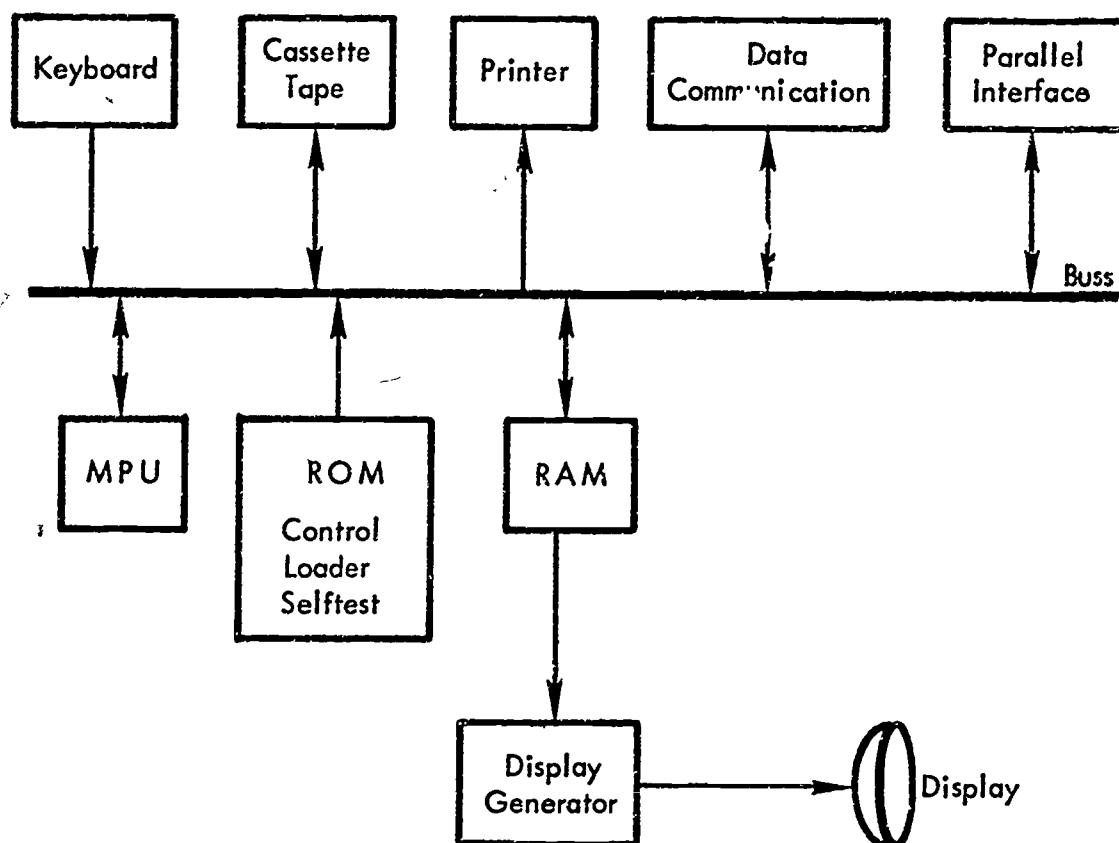 Keyboard
Cassette
Tape
Printer
Data
Communication
Parallel
Interface
Buss
MPU
ROM
Control
Loader
Selftest
RAM
Display
Generator
Display